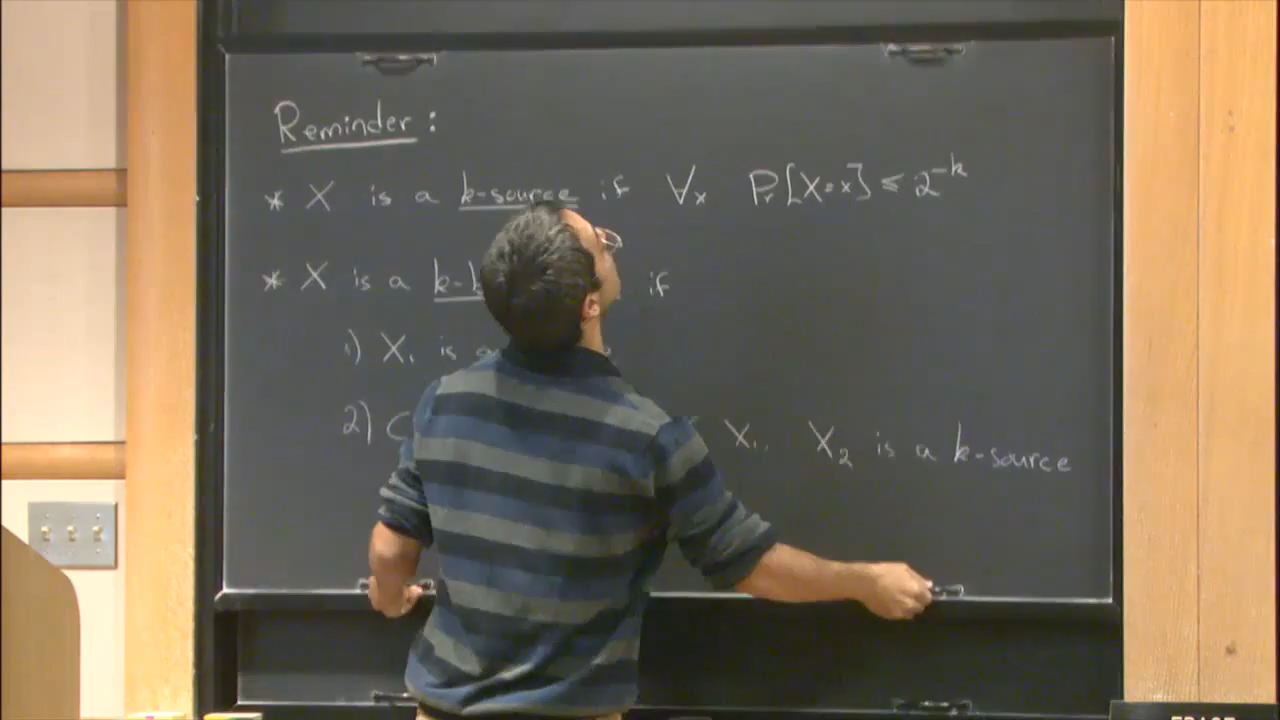 Reminder:
* X is a k-source if ∀x Pr[X=x] ≤ 2^{-k}
* X is a if
1) X₁ is a
2) X₁, X₂ is a k-source